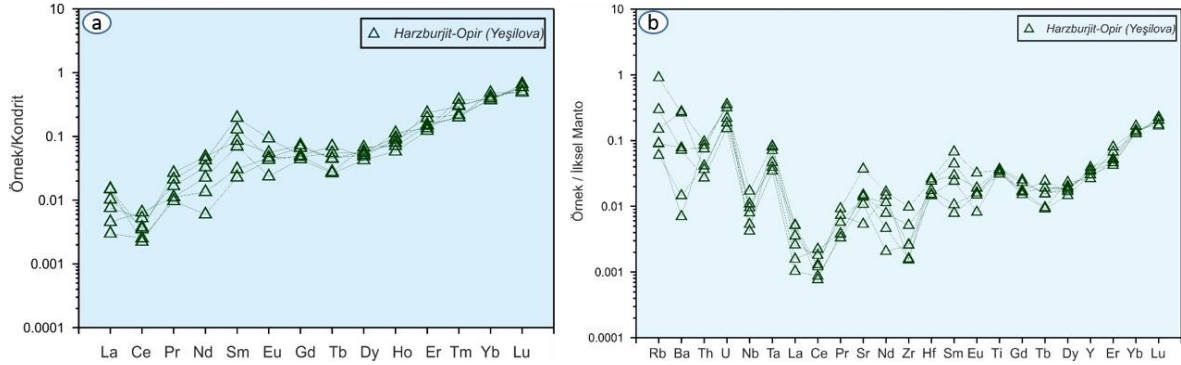 a
Harzburjit-Opir (Yeşilova)
Örnek/Kondrit
10
1
0.1
0.01
0.001
0.0001
La Ce Pr Nd Sm Eu Gd Tb Dy Ho Er Tm Yb Lu
b
Harzburjit-Opir (Yeşilova)
Örnek / İlksel Manto
10
1
0.1
0.01
0.001
0.0001
Rb Ba Th U Nb Ta La Ce Pr Sr Nd Zr Hf Sm Eu Ti Gd Tb Dy Y Er Yb Lu